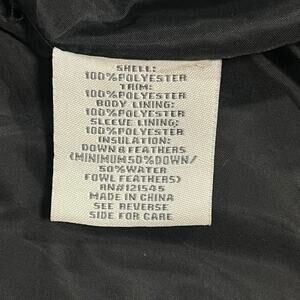 SHELL:
100%POLYESTER
TRIM:
100%POLYESTER
BODY LINING:
100%POLYESTER
SLEEVE LINING:
100%POLYESTER
INSULATION:
DOWN & FEATHERS
(MINIMUM50%DOWN/
50%WATER
FOWL FEATHERS)
RN#121545
MADE IN CHINA
SEE REVERSE
SIDE FOR CARE